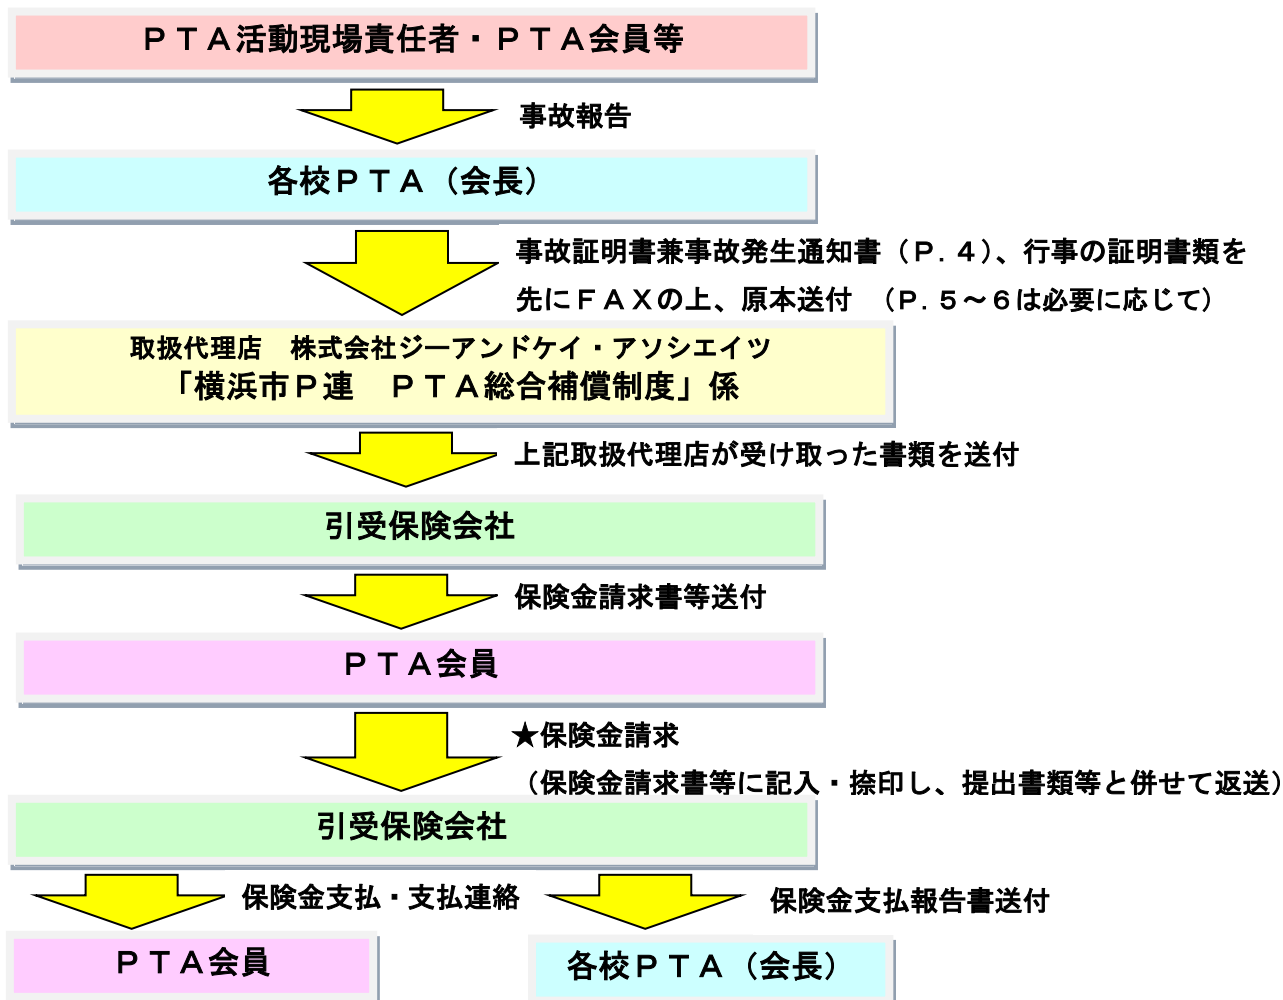 ＰＴＡ活動現場責任者・ＰＴＡ会員等
事故報告
各校ＰＴＡ（会長）
事故証明書兼事故発生通知書（Ｐ．４）、行事の証明書類を
先にＦＡＸの上、原本送付　（Ｐ．５～６は必要に応じて）
取扱代理店　株式会社ジーアンドケイ・アソシエイツ
「横浜市Ｐ連　ＰＴＡ総合補償制度」係
上記取扱代理店が受け取った書類を送付
引受保険会社
保険金請求書等送付
ＰＴＡ会員
★保険金請求
（保険金請求書等に記入・捺印し、提出書類等と併せて返送）
引受保険会社
保険金支払・支払連絡
保険金支払報告書送付
ＰＴＡ会員
各校ＰＴＡ（会長）